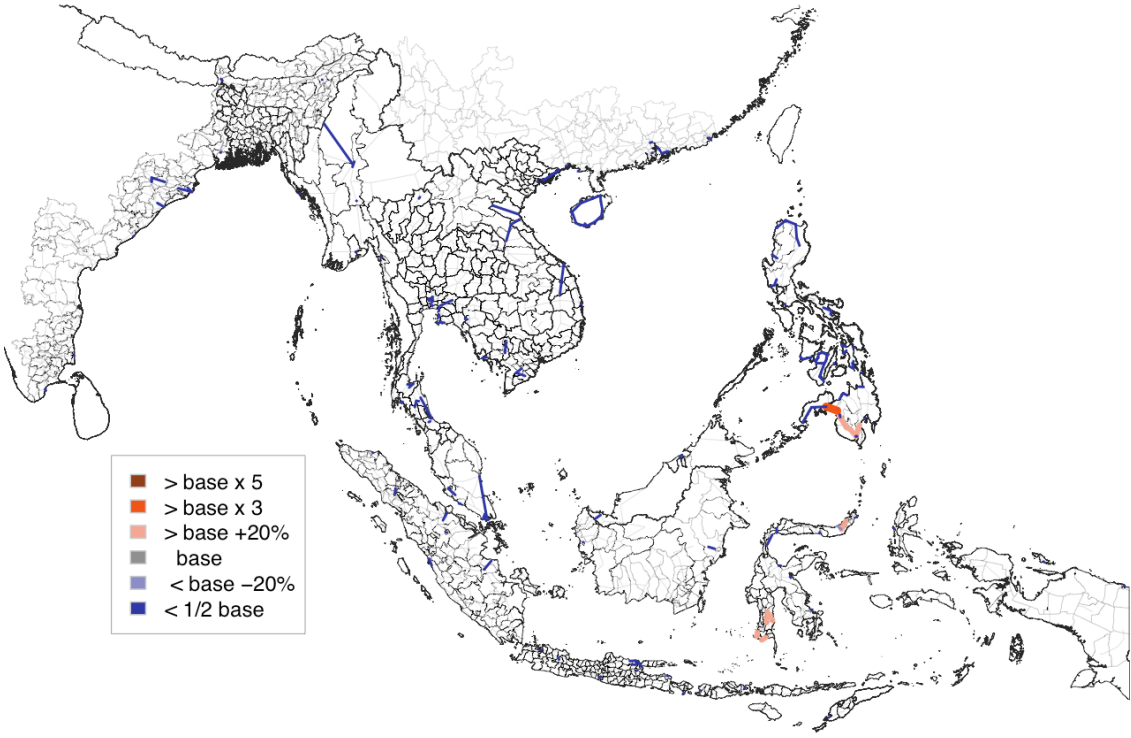 > base x 5
> base x 3
> base +20%
base
< base −20%
< 1/2 base